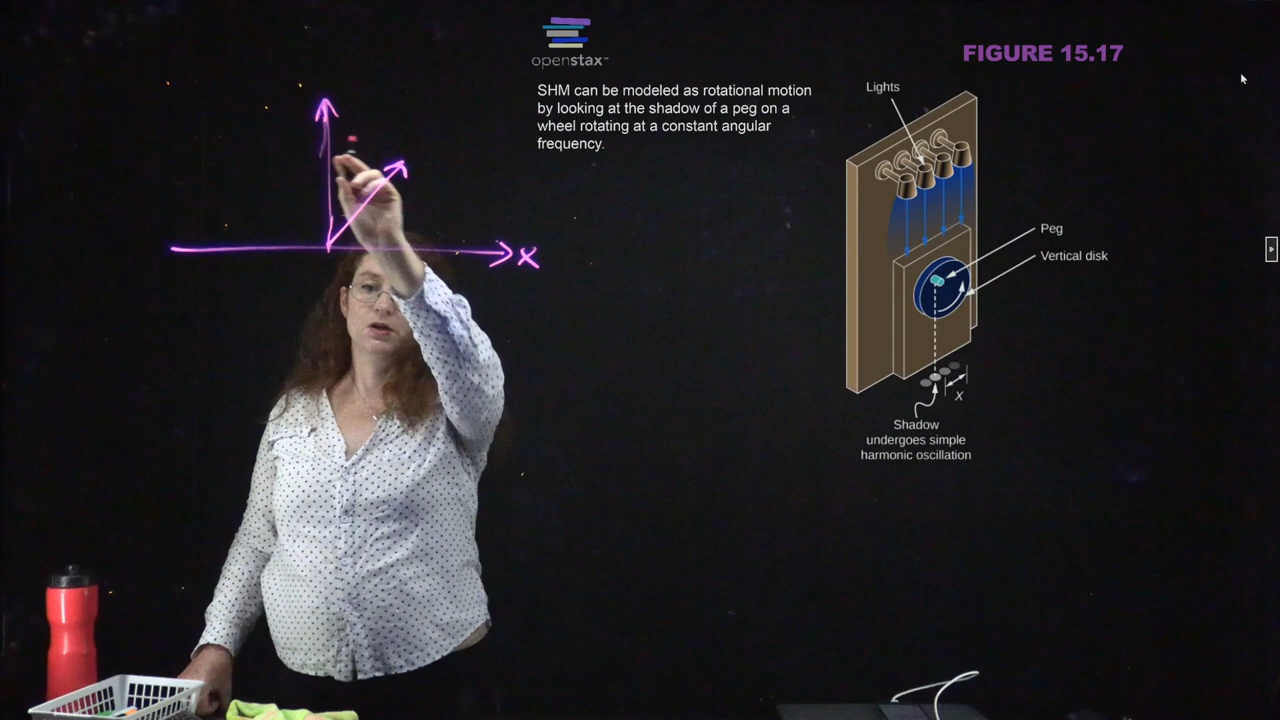 openstax™
FIGURE 15.17
SHM can be modeled as rotational motion
by looking at the shadow of a peg on a
wheel rotating at a constant angular
frequency.
Lights
Peg
Vertical disk
X
Shadow
undergoes simple
harmonic oscillation
x